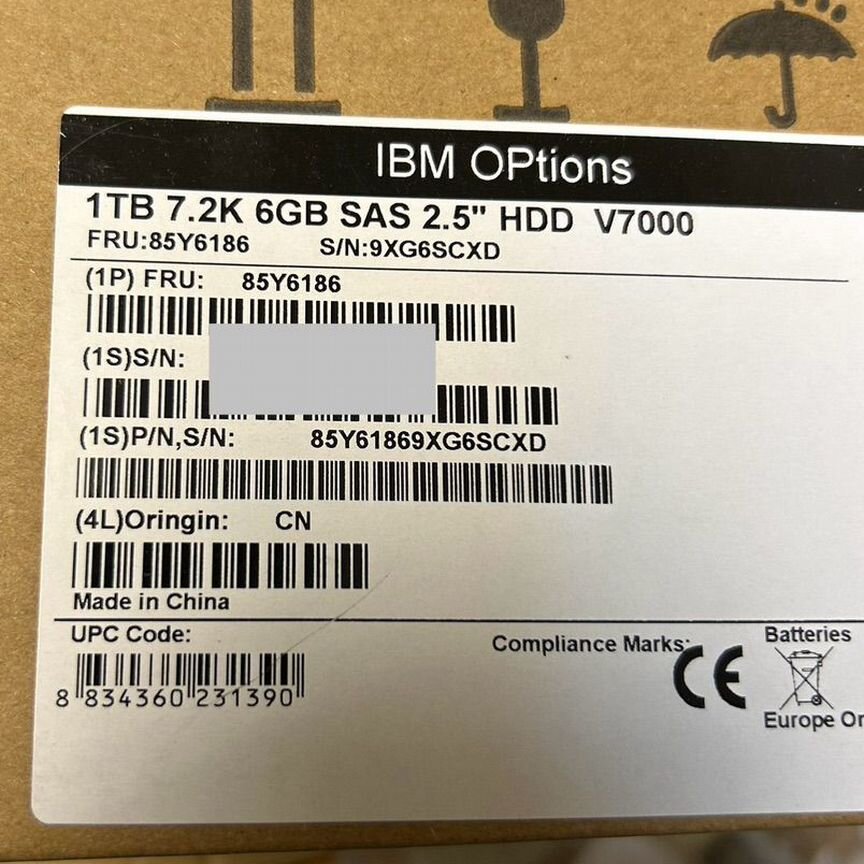 IBM OPtions
1TB 7.2K 6GB SAS 2.5" HDD V7000
FRU:85Y6186 S/N:9XG6SCXD
(1P) FRU: 85Y6186
(1S)S/N:
(1S)P/N,S/N: 85Y61869XG6SCXD
(4L)Oringin: CN
Made in China
UPC Code:
8 834360 231390
Compliance Marks:
CE
Batteries
Europe